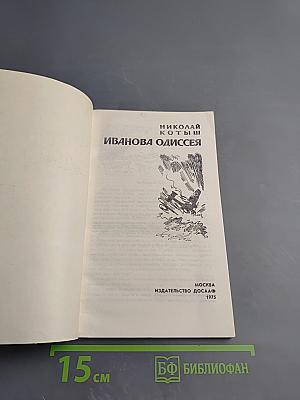 НИКОЛАЙ
КОТЫШ
ИВАНОВА ОДИССЕЯ
МОСКВА
ИЗДАТЕЛЬСТВО ДОСААФ
1975
15 см
БФ БИБЛИОФАН